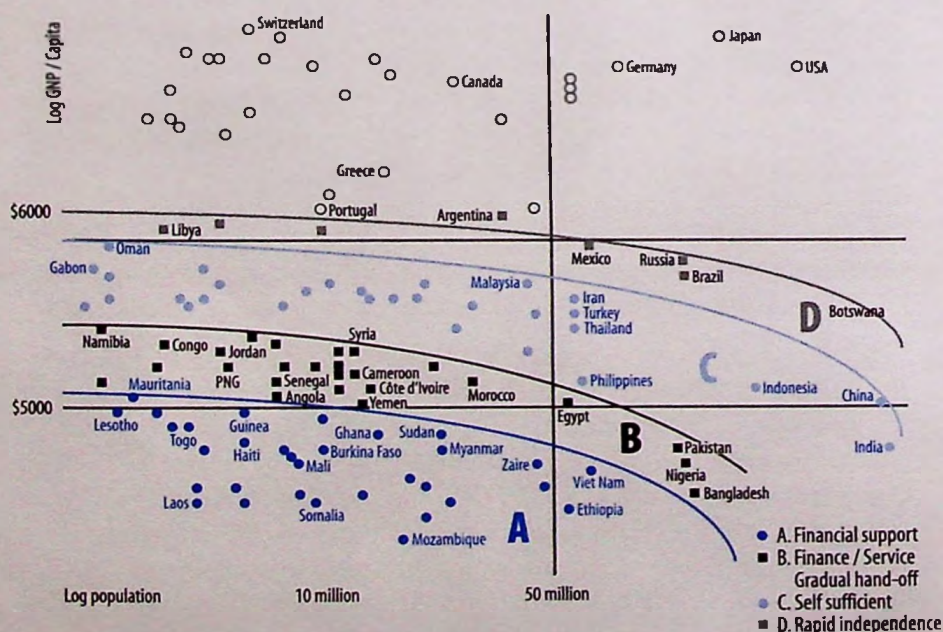 Log GNP / Capita
Switzerland
Japan
Germany
USA
Canada
Greece
Portugal
Argentina
$6000
Libya
Mexico
Russia
Brazil
Oman
Gabon
Malaysia
Iran
Turkey
Thailand
D
Botswana
Namibia
Congo
Syria
Jordan
C
Mauritania
PNG
Senegal
Cameroon
Philippines
Indonesia
Angola
Côte d'Ivoire
Morocco
China
Yemen
$5000
Egypt
Lesotho
Guinea
Togo
Ghana
Sudan
B
Haiti
Burkina Faso
Myanmar
Pakistan
India
Mali
Zaire
Nigeria
Viet Nam
Bangladesh
Laos
Somalia
Ethiopia
Mozambique
A
A. Financial support
B. Finance / Service
Gradual hand-off
C. Self sufficient
D. Rapid independence
Log population
10 million
50 million